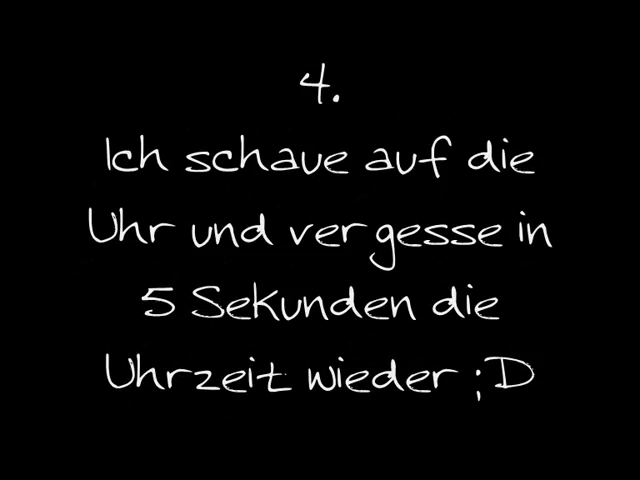 4.
Ich schaue auf die
Uhr und vergesse in
5 Sekunden die
Uhrzeit wieder ;D